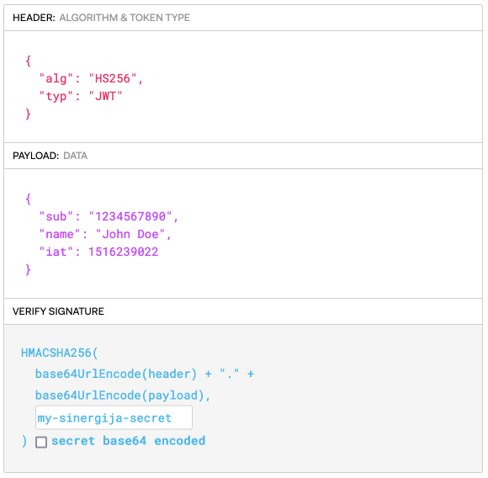 HEADER: ALGORITHM & TOKEN TYPE
{
"alg": "HS256",
"typ": "JWT"
}
PAYLOAD: DATA
{
"sub": "1234567890",
"name": "John Doe",
"iat": 1516239022
}
VERIFY SIGNATURE
HMACSHA256(
base64UrlEncode(header) + "." +
base64UrlEncode(payload),
my-sinergija-secret
) secret base64 encoded